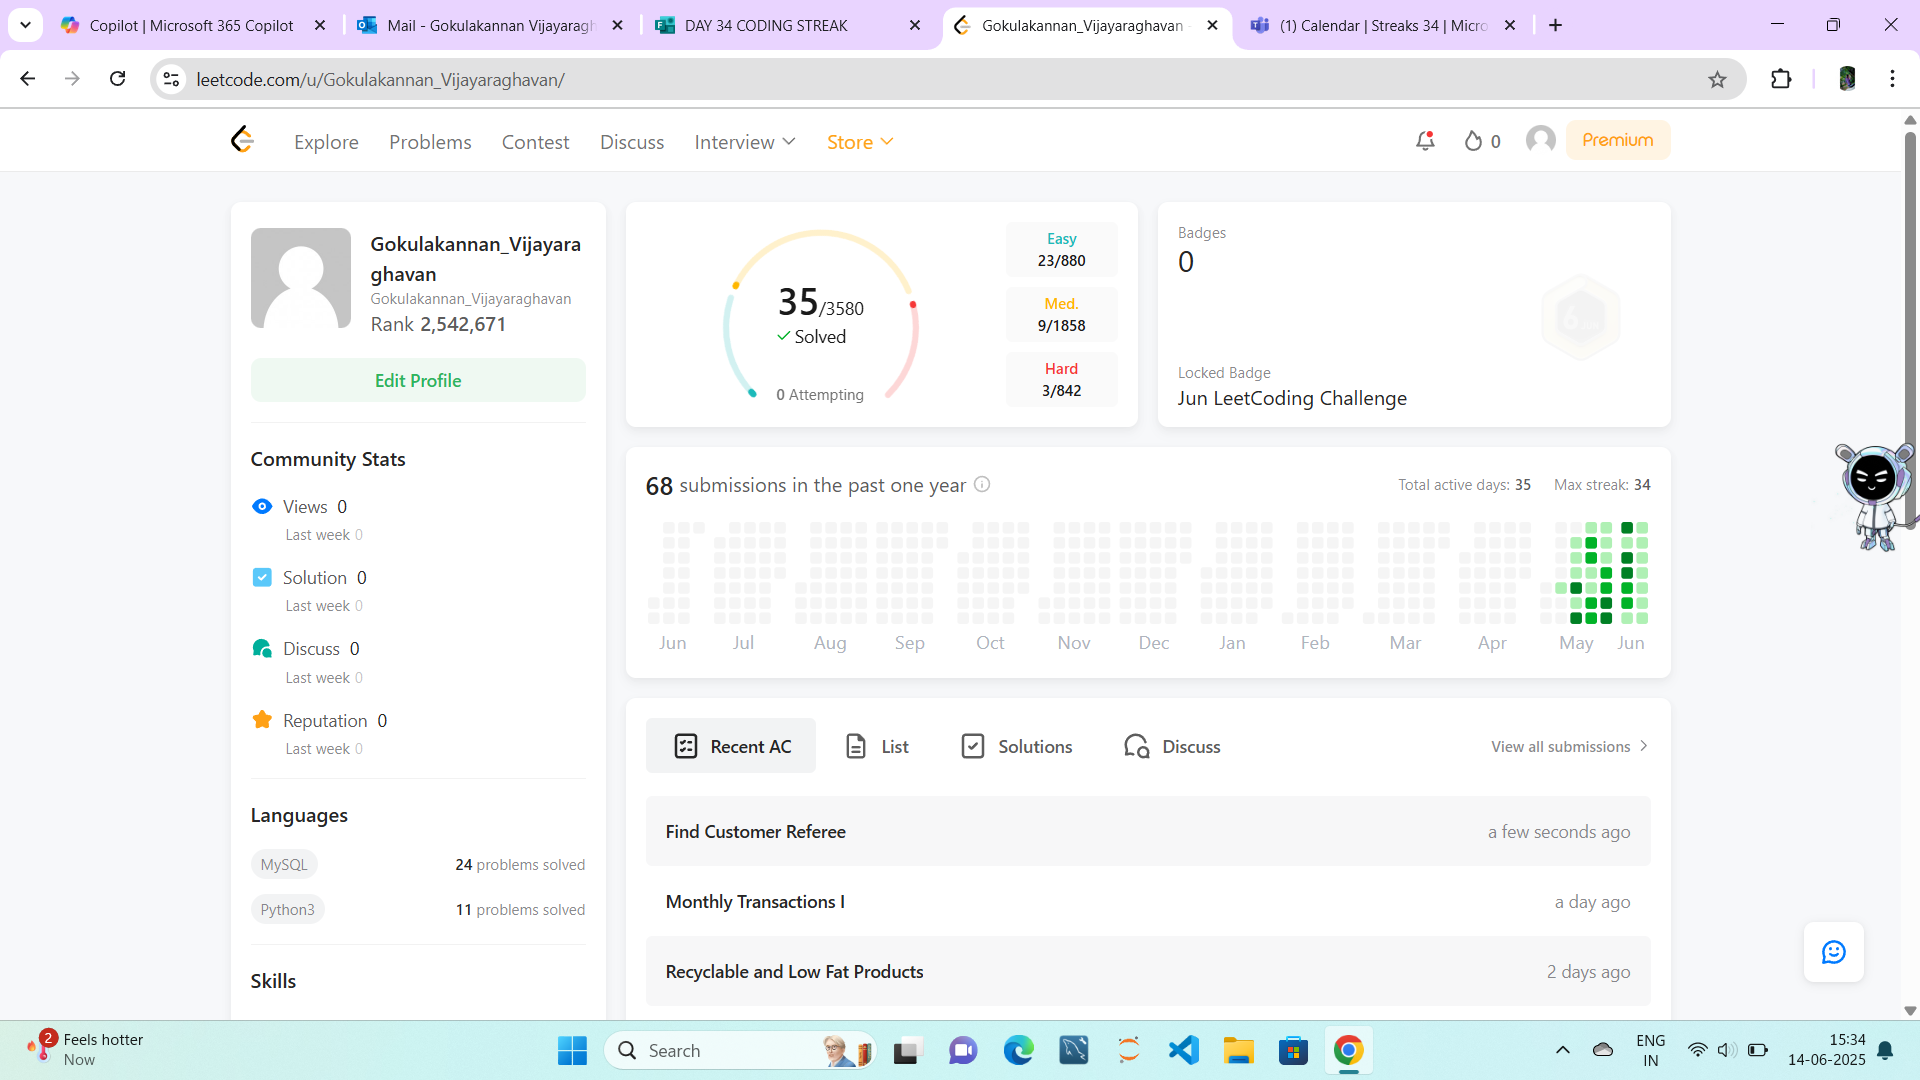 Copilot | Microsoft 365 Copilot
Mail - Gokulakannan Vijayaragh
DAY 34 CODING STREAK
Gokulakannan_Vijayaraghavan -
(1) Calendar | Streaks 34 | Micro
leetcode.com/u/Gokulakannan_Vijayaraghavan/
Explore Problems Contest Discuss Interview Store 0 Premium
Gokulakannan_Vijayara
ghavan
Gokulakannan_Vijayaraghavan
Rank 2,542,671
Edit Profile
Community Stats
Views 0
Last week 0
Solution 0
Last week 0
Discuss 0
Last week 0
Reputation 0
Last week 0
Languages
MySQL 24 problems solved
Python3 11 problems solved
Skills
35/3580
Solved
0 Attempting
Easy
23/880
Med.
9/1858
Hard
3/842
Badges
0
Locked Badge
Jun LeetCoding Challenge
68 submissions in the past one year Total active days: 35 Max streak: 34
Jun Jul Aug Sep Oct Nov Dec Jan Feb Mar Apr May Jun
Recent AC List Solutions Discuss View all submissions
Find Customer Referee a few seconds ago
Monthly Transactions I a day ago
Recyclable and Low Fat Products 2 days ago
2
Feels hotter
Now
Search
ENG
IN
15:34
14-06-2025